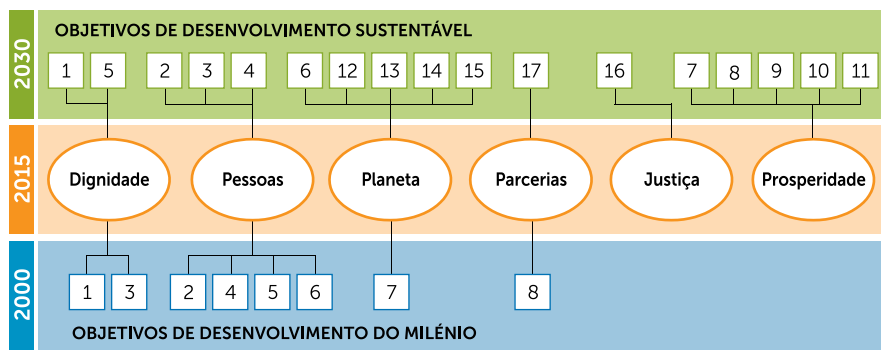 2030
OBJETIVOS DE DESENVOLVIMENTO SUSTENTÁVEL
1 5 2 3 4 6 12 13 14 15 17 16 7 8 9 10 11
2015
Dignidade Pessoas Planeta Parcerias Justiça Prosperidade
2000
1 3 2 4 5 6 7 8
OBJETIVOS DE DESENVOLVIMENTO DO MILÉNIO